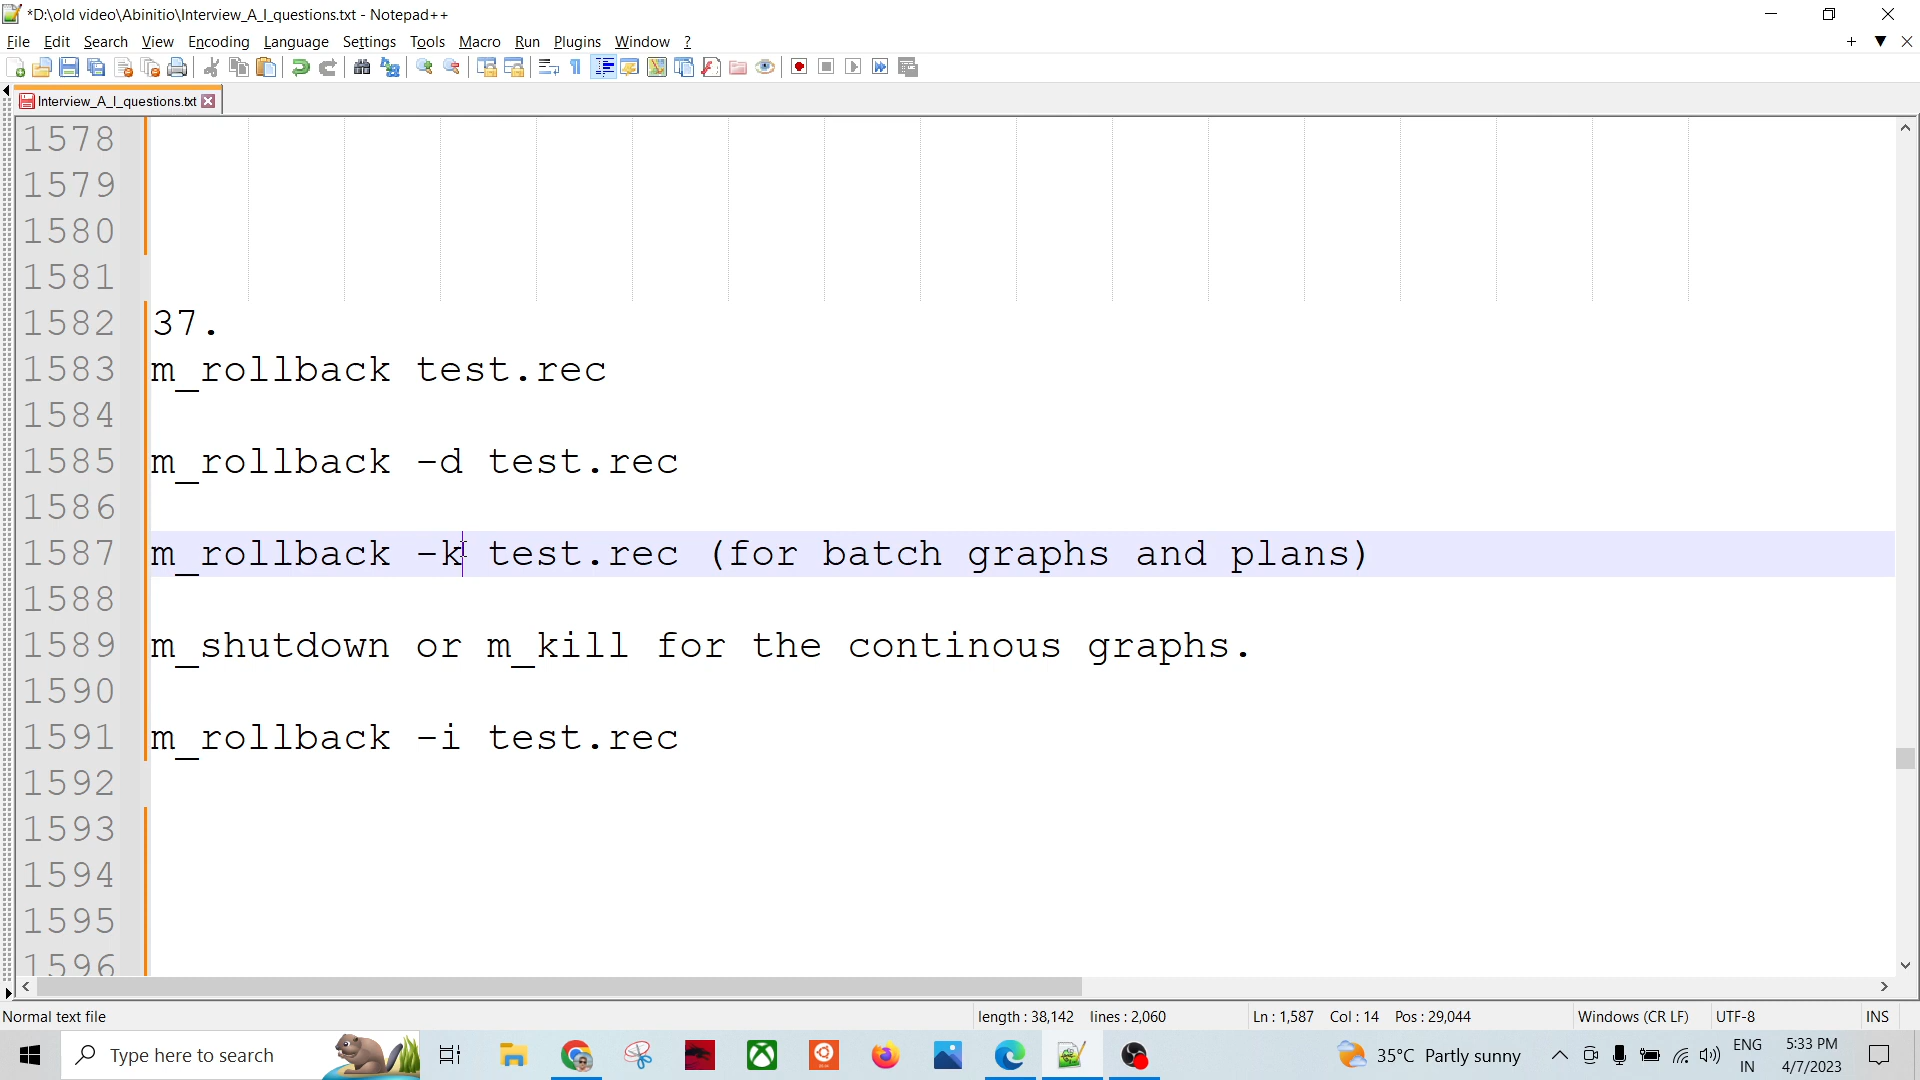 *D:\old video\Abinitio\Interview_A_I_questions.txt - Notepad++
File Edit Search View Encoding Language Settings Tools Macro Run Plugins Window ?
Interview_A_I_questions.txt
1578
1579
1580
1581
1582 37.
1583 m_rollback test.rec
1584
1585 m_rollback -d test.rec
1586
1587 m_rollback -k test.rec (for batch graphs and plans)
1588
1589 m_shutdown or m_kill for the continous graphs.
1590
1591 m_rollback -i test.rec
1592
1593
1594
1595
1596
Normal text file length : 38,142 lines : 2,060 Ln : 1,587 Col : 14 Pos : 29,044 Windows (CR LF) UTF-8 INS
Type here to search 35°C Partly sunny ENG IN 5:33 PM 4/7/2023